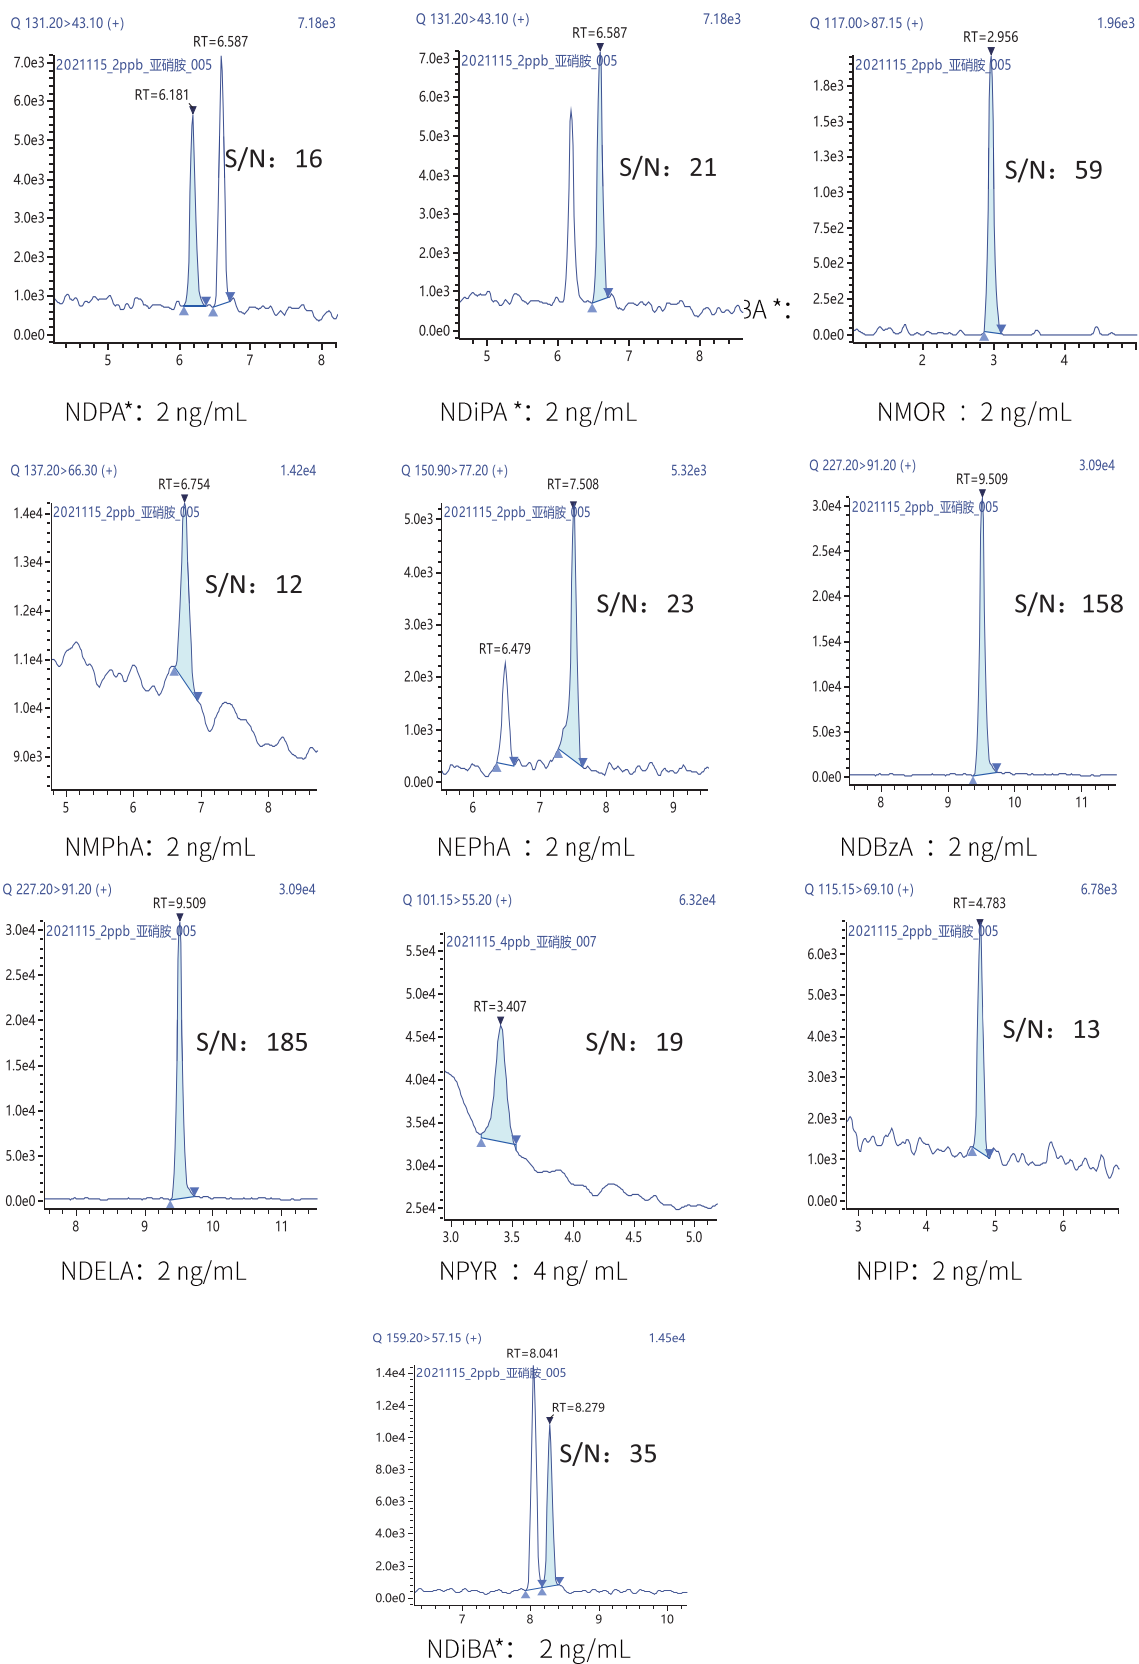 Q 131.20>43.10 (+) 7.18e3
RT=6.587
2021115_2ppb_亚硝胺_005
RT=6.181
S/N： 16
7.0e3
6.0e3
5.0e3
4.0e3
3.0e3
2.0e3
1.0e3
0.0e0
5 6 7 8
NDPA*： 2 ng/mL
Q 131.20>43.10 (+) 7.18e3
RT=6.587
2021115_2ppb_亚硝胺_005
S/N： 21
7.0e3
6.0e3
5.0e3
4.0e3
3.0e3
2.0e3
1.0e3
0.0e0
5 6 7 8
BA *：
NDiPA *： 2 ng/mL
Q 117.00>87.15 (+) 1.96e3
RT=2.956
2021115_2ppb_亚硝胺_005
S/N： 59
1.8e3
1.5e3
1.3e3
1.0e3
7.5e2
5.0e2
2.5e2
0.0e0
2 3 4
NMOR ： 2 ng/mL
Q 137.20>66.30 (+) 1.42e4
RT=6.754
2021115_2ppb_亚硝胺_005
S/N： 12
1.4e4
1.3e4
1.2e4
1.1e4
1.0e4
9.0e3
5 6 7 8
NMPhA： 2 ng/mL
Q 150.90>77.20 (+) 5.32e3
RT=7.508
2021115_2ppb_亚硝胺_005
S/N： 23
RT=6.479
5.0e3
4.0e3
3.0e3
2.0e3
1.0e3
0.0e0
6 7 8 9
NEPhA ： 2 ng/mL
Q 227.20>91.20 (+) 3.09e4
RT=9.509
2021115_2ppb_亚硝胺_005
S/N： 158
3.0e4
2.5e4
2.0e4
1.5e4
1.0e4
5.0e3
0.0e0
8 9 10 11
NDBzA ： 2 ng/mL
Q 227.20>91.20 (+) 3.09e4
RT=9.509
2021115_2ppb_亚硝胺_005
S/N： 185
3.0e4
2.5e4
2.0e4
1.5e4
1.0e4
5.0e3
0.0e0
8 9 10 11
NDELA： 2 ng/mL
Q 101.15>55.20 (+) 6.32e4
2021115_4ppb_亚硝胺_007
RT=3.407
S/N： 19
5.5e4
5.0e4
4.5e4
4.0e4
3.5e4
3.0e4
2.5e4
3.0 3.5 4.0 4.5 5.0
NPYR ： 4 ng/ mL
Q 115.15>69.10 (+) 6.78e3
RT=4.783
2021115_2ppb_亚硝胺_005
S/N： 13
6.0e3
5.0e3
4.0e3
3.0e3
2.0e3
1.0e3
0.0e0
3 4 5 6
NPIP： 2 ng/mL
Q 159.20>57.15 (+) 1.45e4
RT=8.041
2021115_2ppb_亚硝胺_005
RT=8.279
S/N： 35
1.4e4
1.2e4
1.0e4
8.0e3
6.0e3
4.0e3
2.0e3
0.0e0
7 8 9 10
NDiBA*： 2 ng/mL